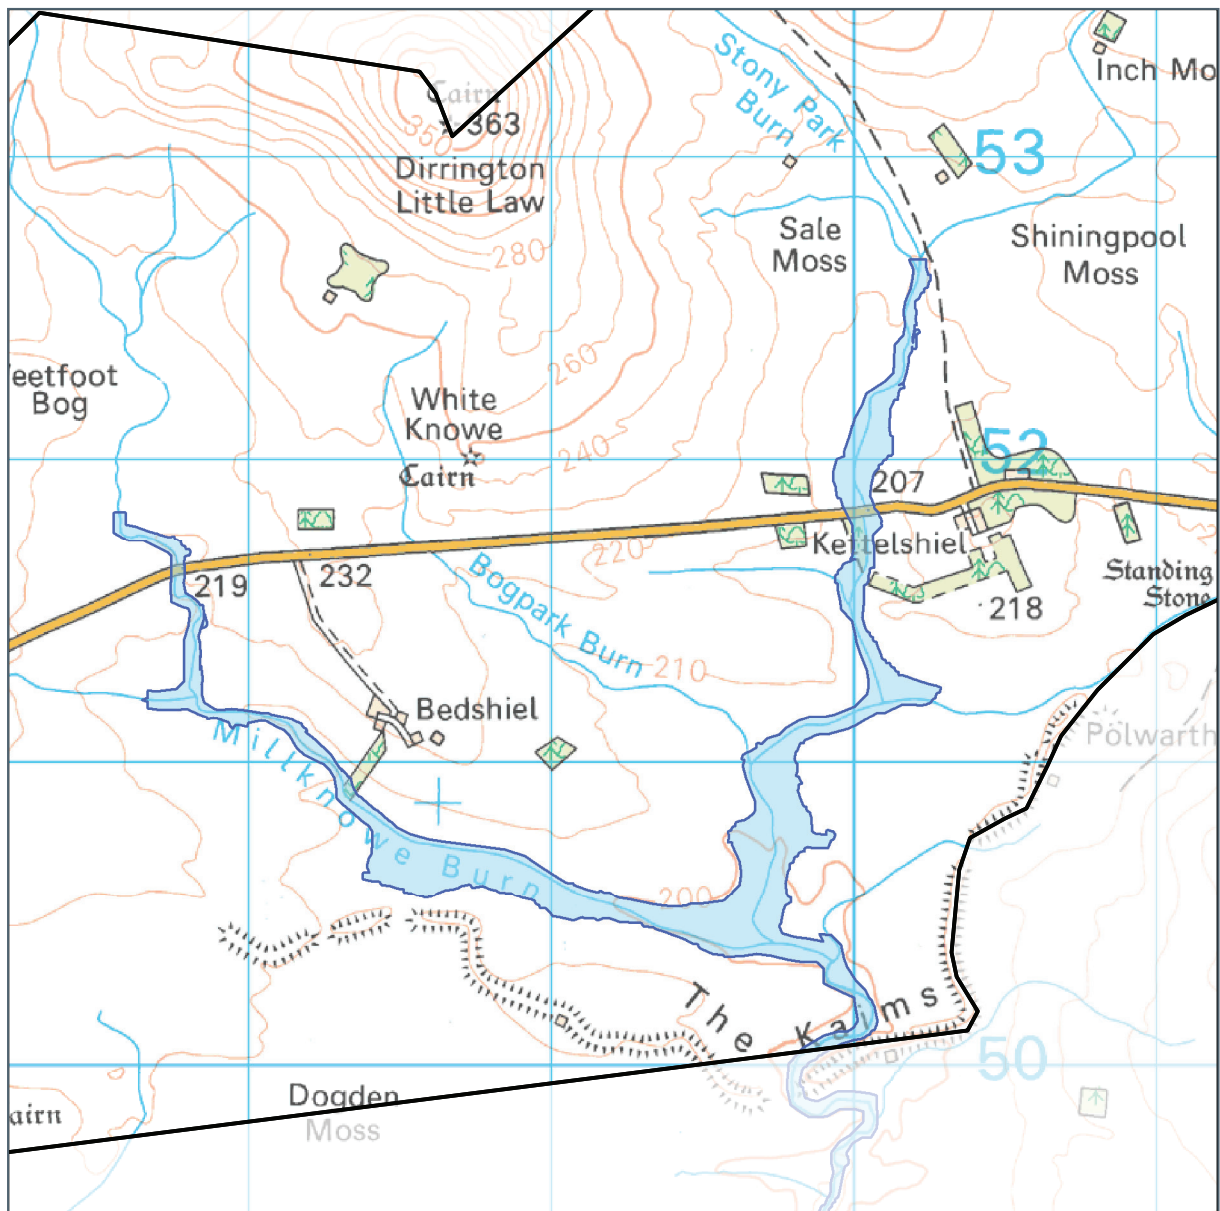 Stony Park
Burn
Inch Mo
Cairn
350
363
53
Dirrington
Little Law
Sale
Moss
Shiningpool
Moss
280
260
eetfoot
Bog
White
Knowe
Cairn
240
52
207
220
Kettelshiel
219
232
Bogpark Burn
Standing
Stone
218
210
Bedshiel
Polwarth
Millknowe Burn
200
The Kaims
50
Dogden
Moss
airn